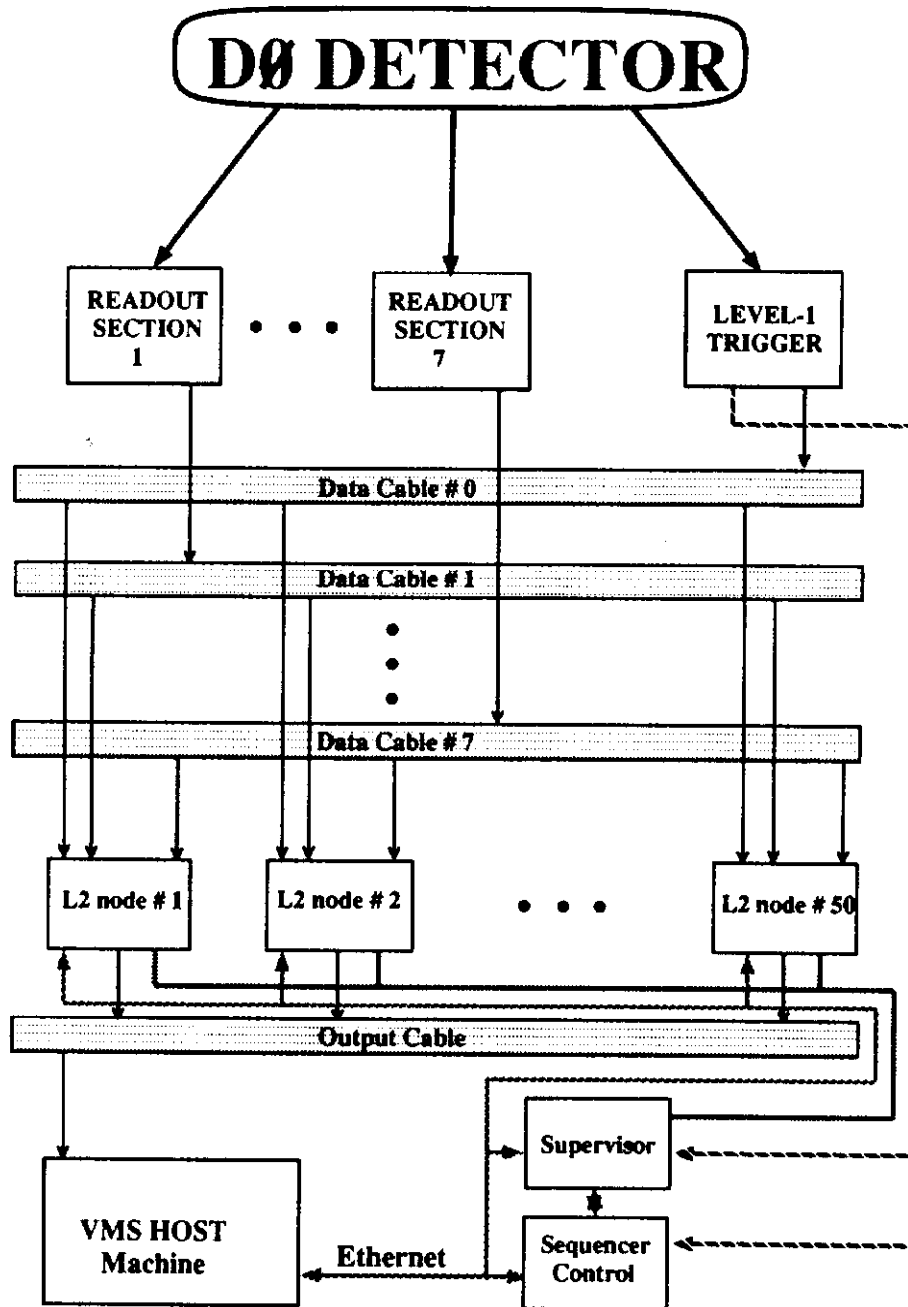 DØ DETECTOR
READOUT
SECTION
1
READOUT
SECTION
7
LEVEL-1
TRIGGER
Data Cable # 0
Data Cable # 1
Data Cable # 7
L2 node # 1
L2 node # 2
L2 node # 50
Output Cable
Supervisor
VMS HOST
Machine
Ethernet
Sequencer
Control